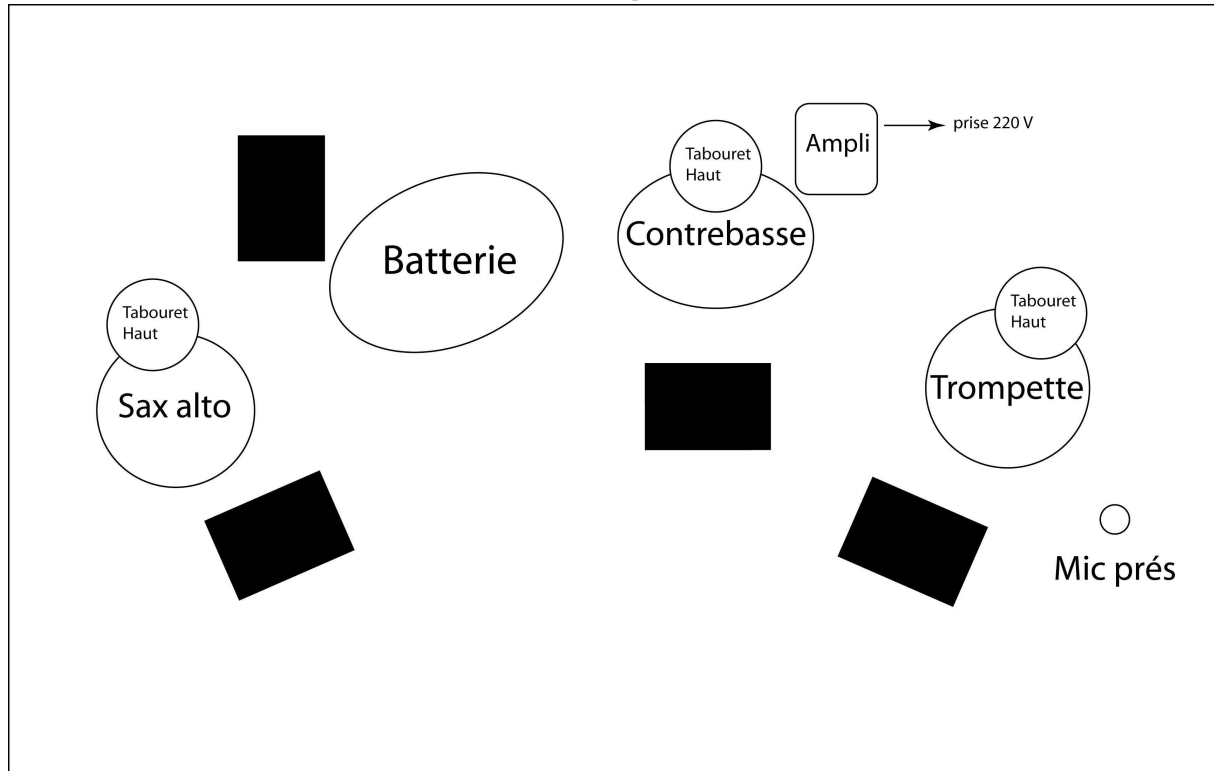 Ampli
prise 220 V
Tabouret
Haut
Contrebasse
Batterie
Tabouret
Haut
Sax alto
Tabouret
Haut
Trompette
Mic prés